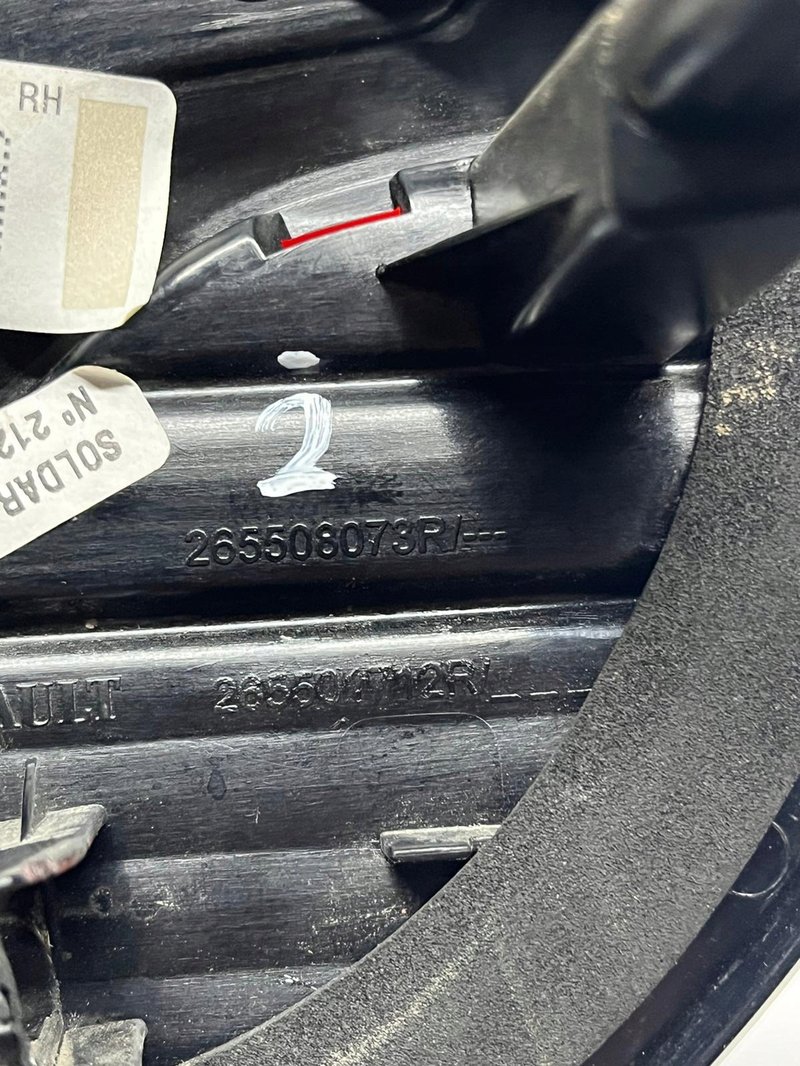 RH
SOLDAR
Nº 212
2
265508073R/---
AULT